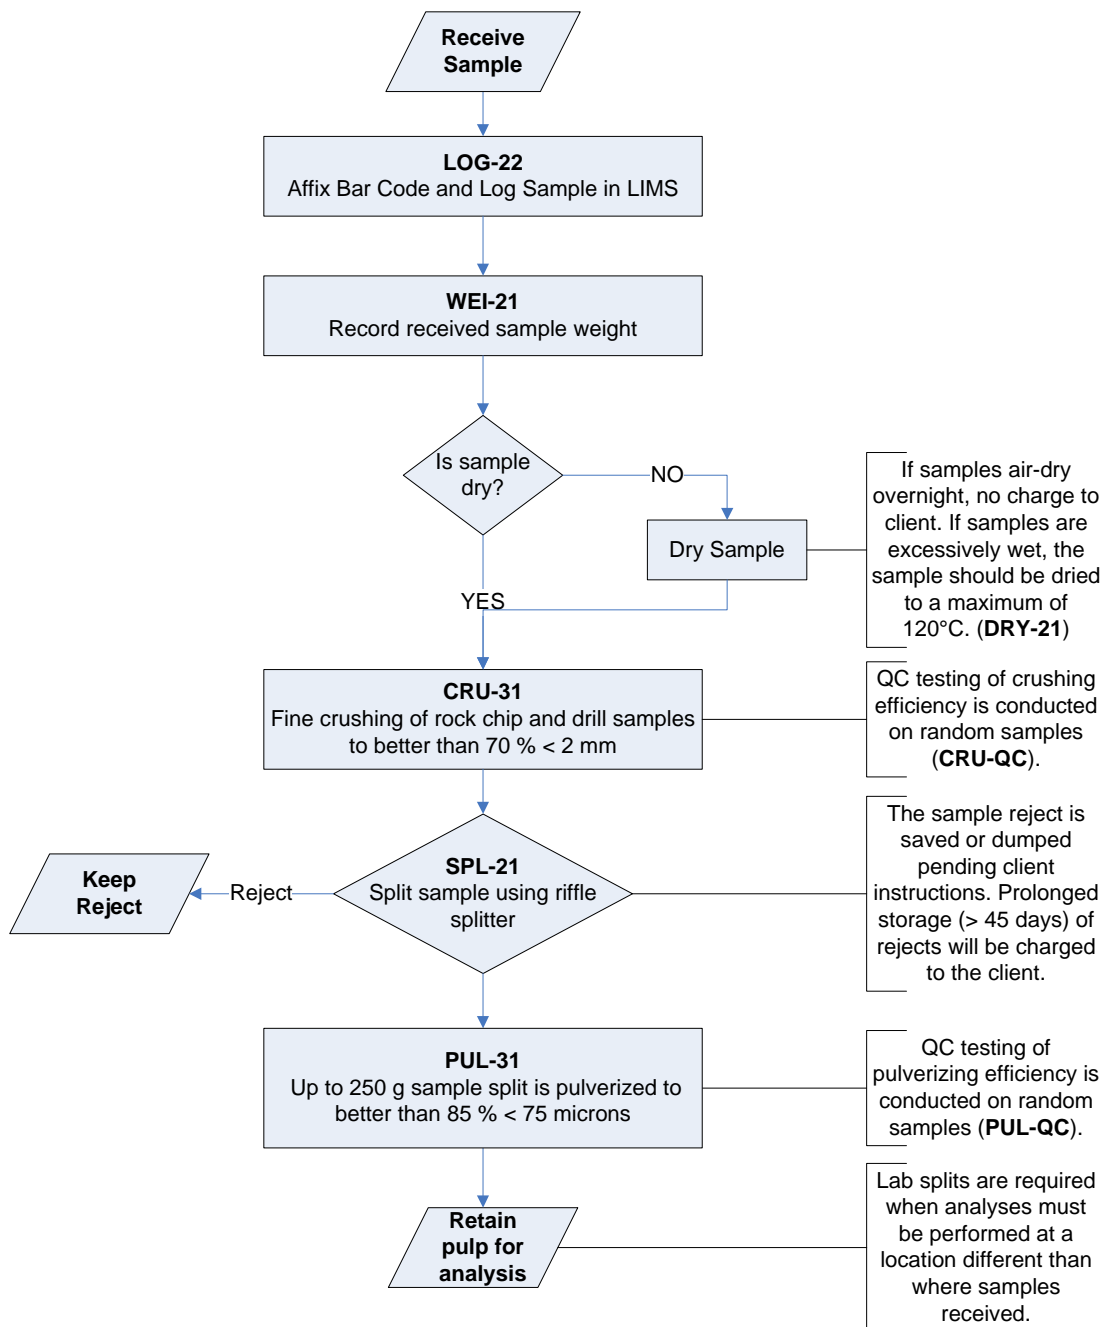 Receive
Sample
LOG-22
Affix Bar Code and Log Sample in LIMS
WEI-21
Record received sample weight
Is sample
dry?
NO
Dry Sample
If samples air-dry
overnight, no charge to
client. If samples are
excessively wet, the
sample should be dried
to a maximum of
120°C. (DRY-21)
YES
CRU-31
Fine crushing of rock chip and drill samples
to better than 70 % < 2 mm
QC testing of crushing
efficiency is conducted
on random samples
(CRU-QC).
SPL-21
Split sample using riffle
splitter
Reject
Keep
Reject
The sample reject is
saved or dumped
pending client
instructions. Prolonged
storage (> 45 days) of
rejects will be charged
to the client.
PUL-31
Up to 250 g sample split is pulverized to
better than 85 % < 75 microns
QC testing of
pulverizing efficiency is
conducted on random
samples (PUL-QC).
Retain
pulp for
analysis
Lab splits are required
when analyses must
be performed at a
location different than
where samples
received.